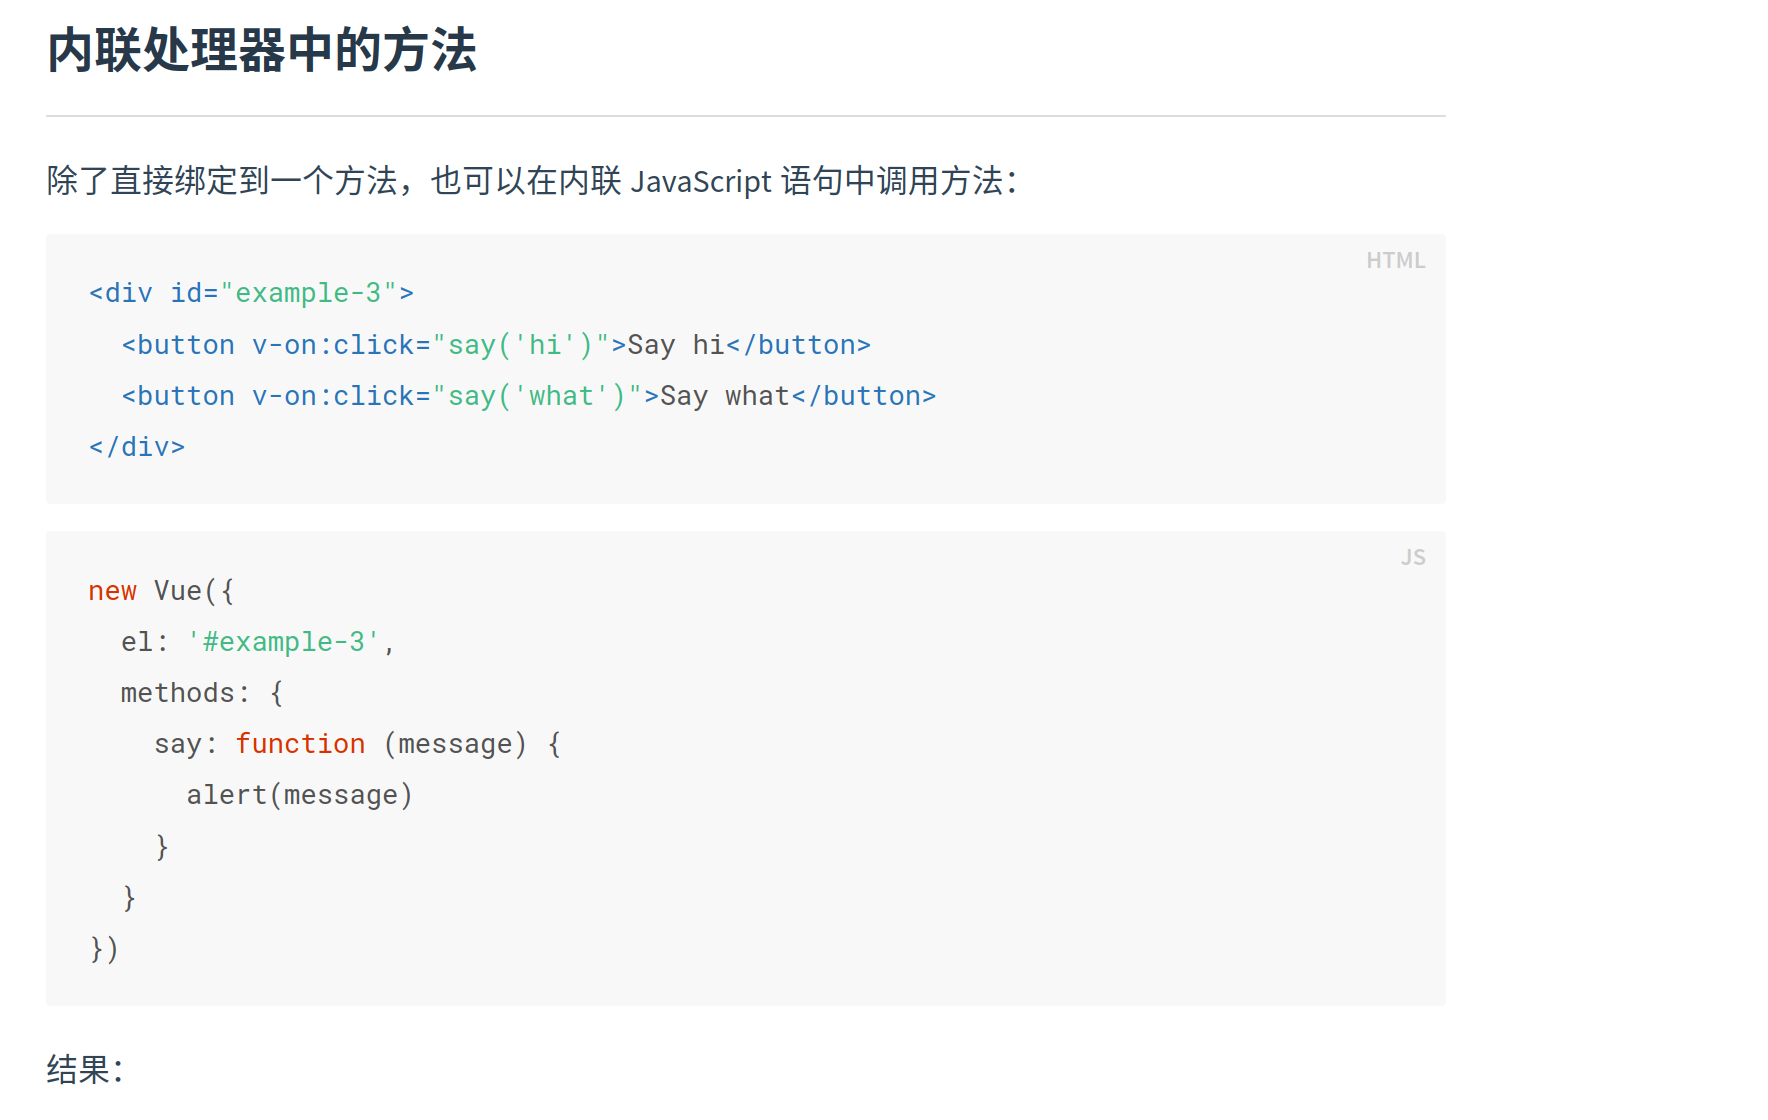 内联处理器中的方法
除了直接绑定到一个方法，也可以在内联 JavaScript 语句中调用方法：
HTML
<div id="example-3">
  <button v-on:click="say('hi')">Say hi</button>
  <button v-on:click="say('what')">Say what</button>
</div>
JS
new Vue({
  el: '#example-3',
  methods: {
    say: function (message) {
      alert(message)
    }
  }
})
结果：